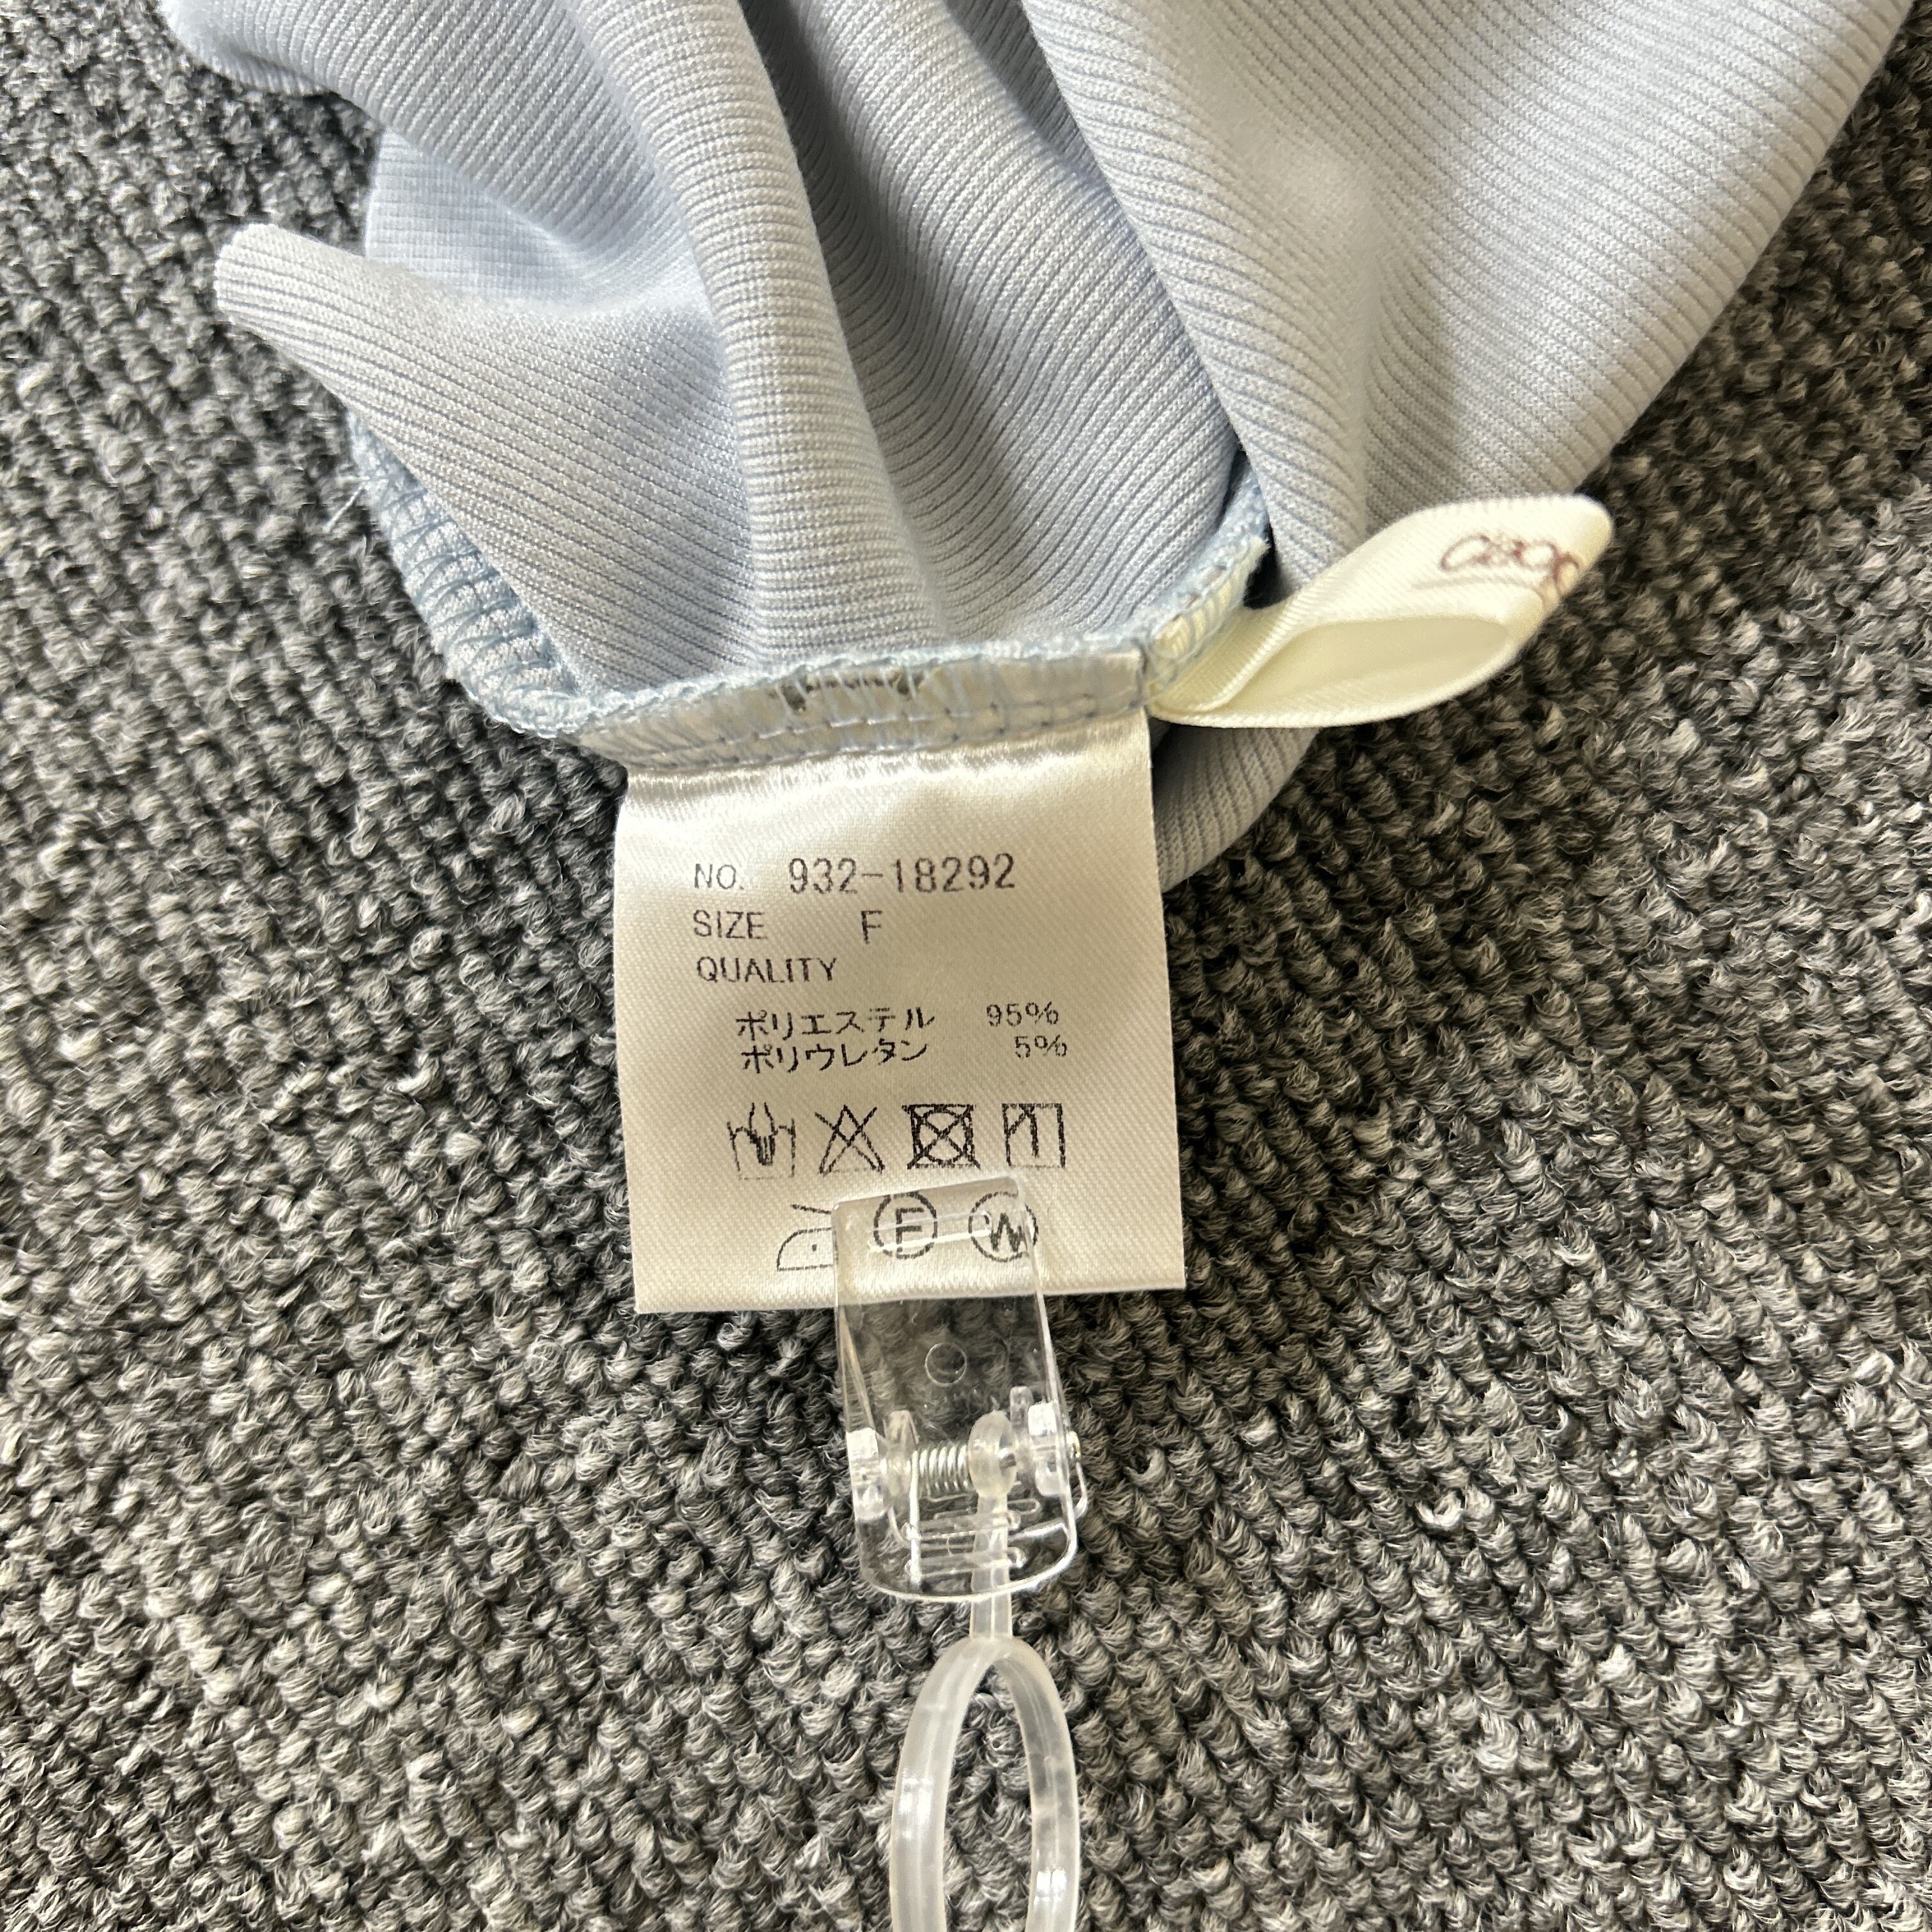 NO. 932-18292
SIZE F
QUALITY
ポリエステル 95%
ポリウレタン 5%
F W